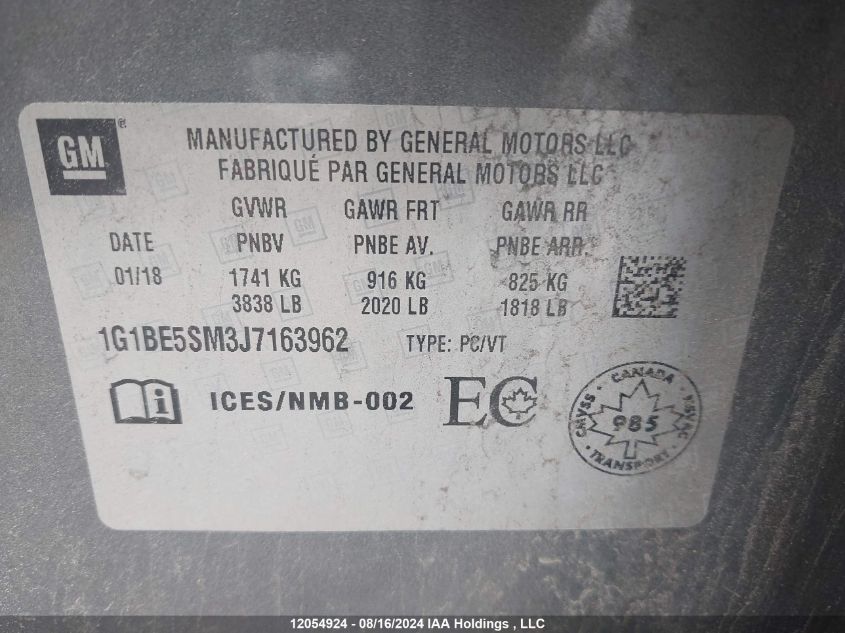 GM®
MANUFACTURED BY GENERAL MOTORS LLC
FABRIQUÉ PAR GENERAL MOTORS LLC
GVWR GAWR FRT GAWR RR
DATE PNBV PNBE AV. PNBE ARR.
01/18 1741 KG 916 KG 825 KG
3838 LB 2020 LB 1818 LB
1G1BE5SM3J7163962 TYPE: PC/VT
i ICES/NMB-002 EC
CMVSS · CANADA · NSVAC
985
· TRANSPORT ·
12054924 - 08/16/2024 IAA Holdings , LLC